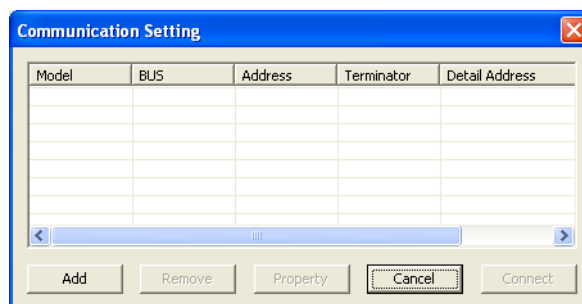 Communication Setting
Model BUS Address Terminator Detail Address
Add Remove Property Cancel Connect